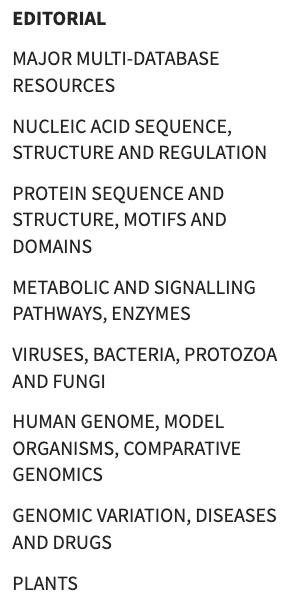 EDITORIAL
MAJOR MULTI-DATABASE
RESOURCES
NUCLEIC ACID SEQUENCE,
STRUCTURE AND REGULATION
PROTEIN SEQUENCE AND
STRUCTURE, MOTIFS AND
DOMAINS
METABOLIC AND SIGNALLING
PATHWAYS, ENZYMES
VIRUSES, BACTERIA, PROTOZOA
AND FUNGI
HUMAN GENOME, MODEL
ORGANISMS, COMPARATIVE
GENOMICS
GENOMIC VARIATION, DISEASES
AND DRUGS
PLANTS